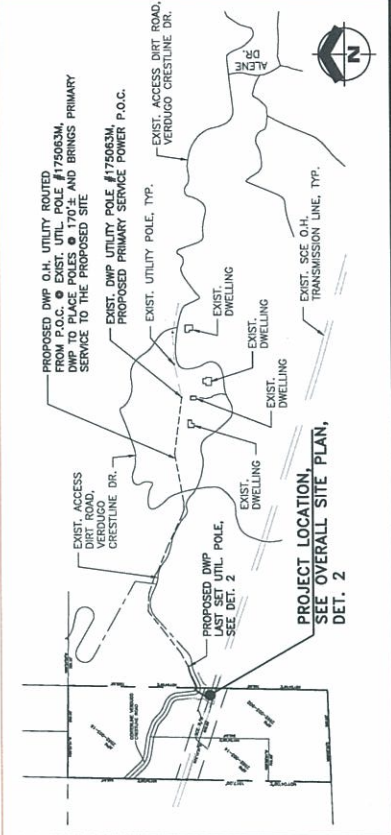 PROPOSED DWP O.H. UTILITY ROUTED
FROM P.O.C. @ EXIST. UTIL. POLE #175063M,
DWP TO PLACE POLES @ 170'± AND BRINGS PRIMARY
SERVICE TO THE PROPOSED SITE
EXIST. DWP UTILITY POLE #175063M,
PROPOSED PRIMARY SERVICE POWER P.O.C.
EXIST. UTILITY POLE, TYP.
EXIST. ACCESS DIRT ROAD,
VERDUGO CRESTLINE DR.
ALENE
DR.
N
EXIST. ACCESS
DIRT ROAD,
VERDUGO
CRESTLINE DR.
EXIST.
DWELLING
EXIST.
DWELLING
EXIST.
DWELLING
EXIST.
DWELLING
EXIST. SCE O.H.
TRANSMISSION LINE, TYP.
PROPOSED DWP
LAST SET UTIL. POLE,
SEE DET. 2
PROJECT LOCATION,
SEE OVERALL SITE PLAN,
DET. 2